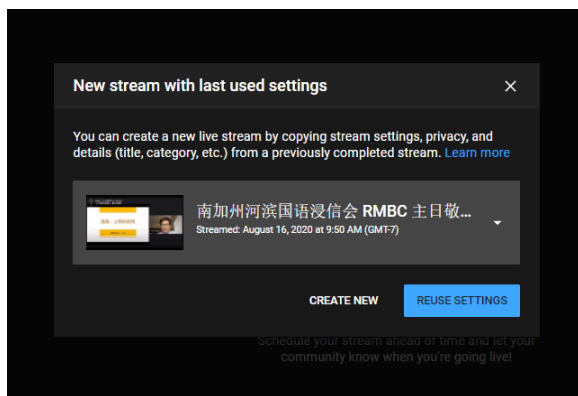 New stream with last used settings
You can create a new live stream by copying stream settings, privacy, and
details (title, category, etc.) from a previously completed stream. Learn more
南加州河滨国语浸信会 RMBC 主日敬...
Streamed: August 16, 2020 at 9:50 AM (GMT-7)
CREATE NEW
REUSE SETTINGS
Schedule your stream ahead of time and let your
community know when you're going live!